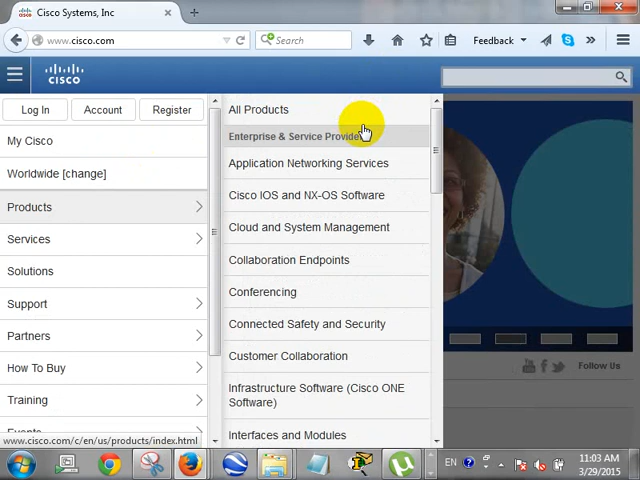 Cisco Systems, Inc
www.cisco.com
Search
Feedback
CISCO
Log In
Account
Register
My Cisco
Worldwide [change]
Products
Services
Solutions
Support
Partners
How To Buy
Training
Events
All Products
Enterprise & Service Provide
Application Networking Services
Cisco IOS and NX-OS Software
Cloud and System Management
Collaboration Endpoints
Conferencing
Connected Safety and Security
Customer Collaboration
Infrastructure Software (Cisco ONE
Software)
Interfaces and Modules
Follow Us
www.cisco.com/c/en/us/products/index.html
EN
11:03 AM
3/29/2015